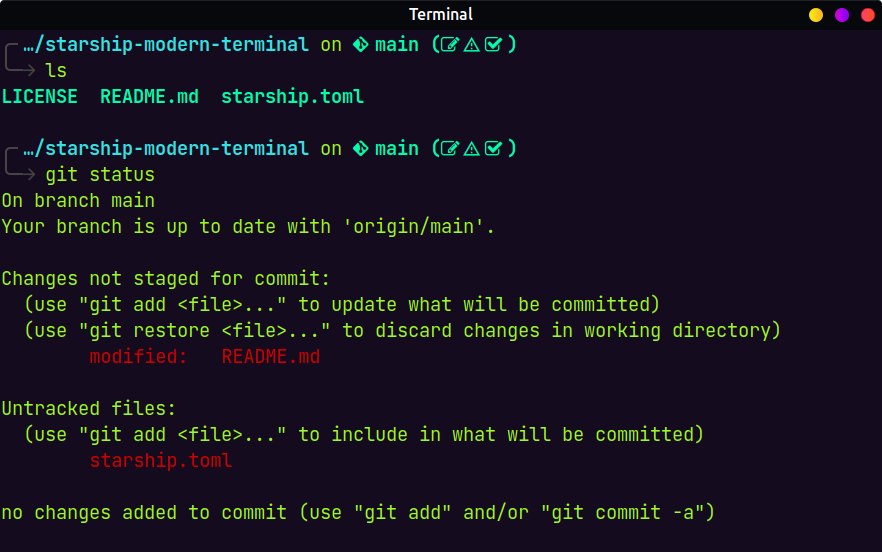 Terminal
…/starship-modern-terminal on main ( )
ls
LICENSE  README.md  starship.toml
…/starship-modern-terminal on main ( )
git status
On branch main
Your branch is up to date with 'origin/main'.
Changes not staged for commit:
(use "git add <file>..." to update what will be committed)
(use "git restore <file>..." to discard changes in working directory)
modified:   README.md
Untracked files:
(use "git add <file>..." to include in what will be committed)
starship.toml
no changes added to commit (use "git add" and/or "git commit -a")